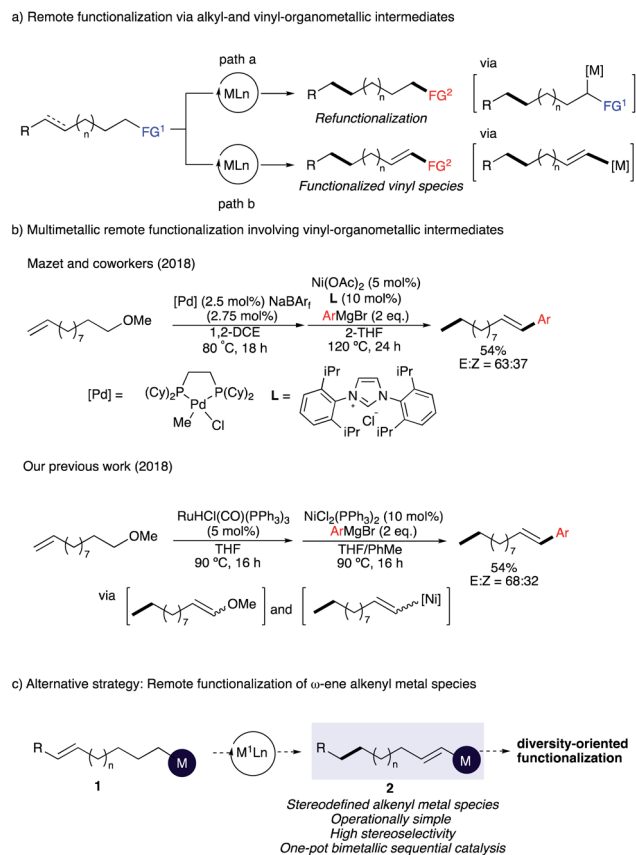 a) Remote functionalization via alkyl-and vinyl-organometallic intermediates
path a
MLn
R
n
FG1
R
n
FG2
Refunctionalization
via
[M]
R
n
FG1
MLn
path b
R
n
FG2
Functionalized vinyl species
via
R
n
[M]
b) Multimetallic remote functionalization involving vinyl-organometallic intermediates
Mazet and coworkers (2018)
7
OMe
[Pd] (2.5 mol%) NaBArf
(2.75 mol%)
1,2-DCE
80 ˚C, 18 h
Ni(OAc)2 (5 mol%)
L (10 mol%)
ArMgBr (2 eq.)
2-THF
120 ºC, 24 h
7
Ar
54%
E:Z = 63:37
[Pd] =
(Cy)2P
P(Cy)2
Pd
Me
Cl
L =
iPr
iPr
N
N
+
Cl–
iPr
iPr
Our previous work (2018)
7
OMe
RuHCl(CO)(PPh3)3
(5 mol%)
THF
90 ºC, 16 h
NiCl2(PPh3)2 (10 mol%)
ArMgBr (2 eq.)
THF/PhMe
90 ºC, 16 h
7
Ar
54%
E:Z = 68:32
via
7
OMe
and
7
[Ni]
c) Alternative strategy: Remote functionalization of ω-ene alkenyl metal species
R
n
M
1
M1Ln
R
n
M
2
diversity-oriented
functionalization
Stereodefined alkenyl metal species
Operationally simple
High stereoselectivity
One-pot bimetallic sequential catalysis